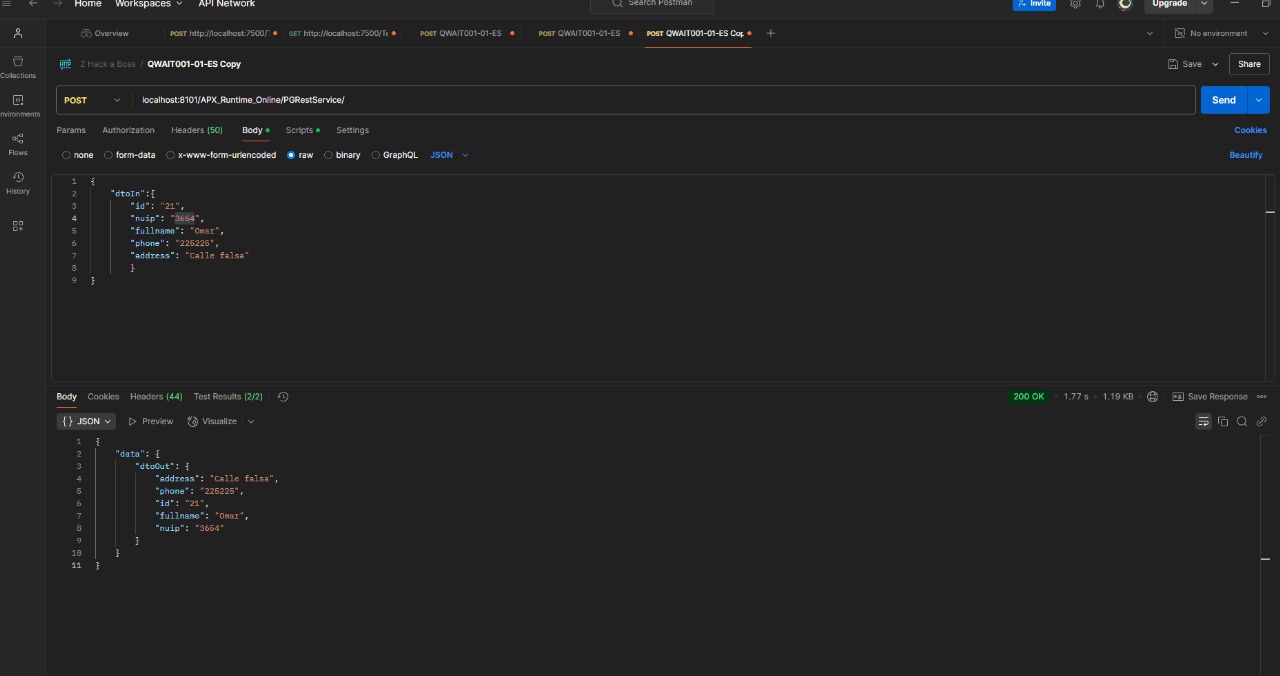 Home Workspaces API Network Search Postman Invite Upgrade
Overview POST http://localhost:7500/ GET http://localhost:7500/Te POST QWAIT001-01-ES POST QWAIT001-01-ES POST QWAIT001-01-ES Cop No environment
Z Hack a Boss / QWAIT001-01-ES Copy Save Share
Collections
POST localhost:8101/APX_Runtime_Online/PGRestService/ Send
nvironments
Params Authorization Headers (50) Body Scripts Settings Cookies
Flows
none form-data x-www-form-urlencoded raw binary GraphQL JSON Beautify
History
1 {
2 "dtoIn":{
3 "id": "21",
4 "nuip": "3654",
5 "fullname": "Omar",
6 "phone": "225225",
7 "address": "Calle falsa"
8 }
9 }
Body Cookies Headers (44) Test Results (2/2) 200 OK 1.77 s 1.19 KB Save Response
{} JSON Preview Visualize
1 {
2 "data": {
3 "dtoOut": {
4 "address": "Calle falsa",
5 "phone": "225225",
6 "id": "21",
7 "fullname": "Omar",
8 "nuip": "3654"
9 }
10 }
11 }